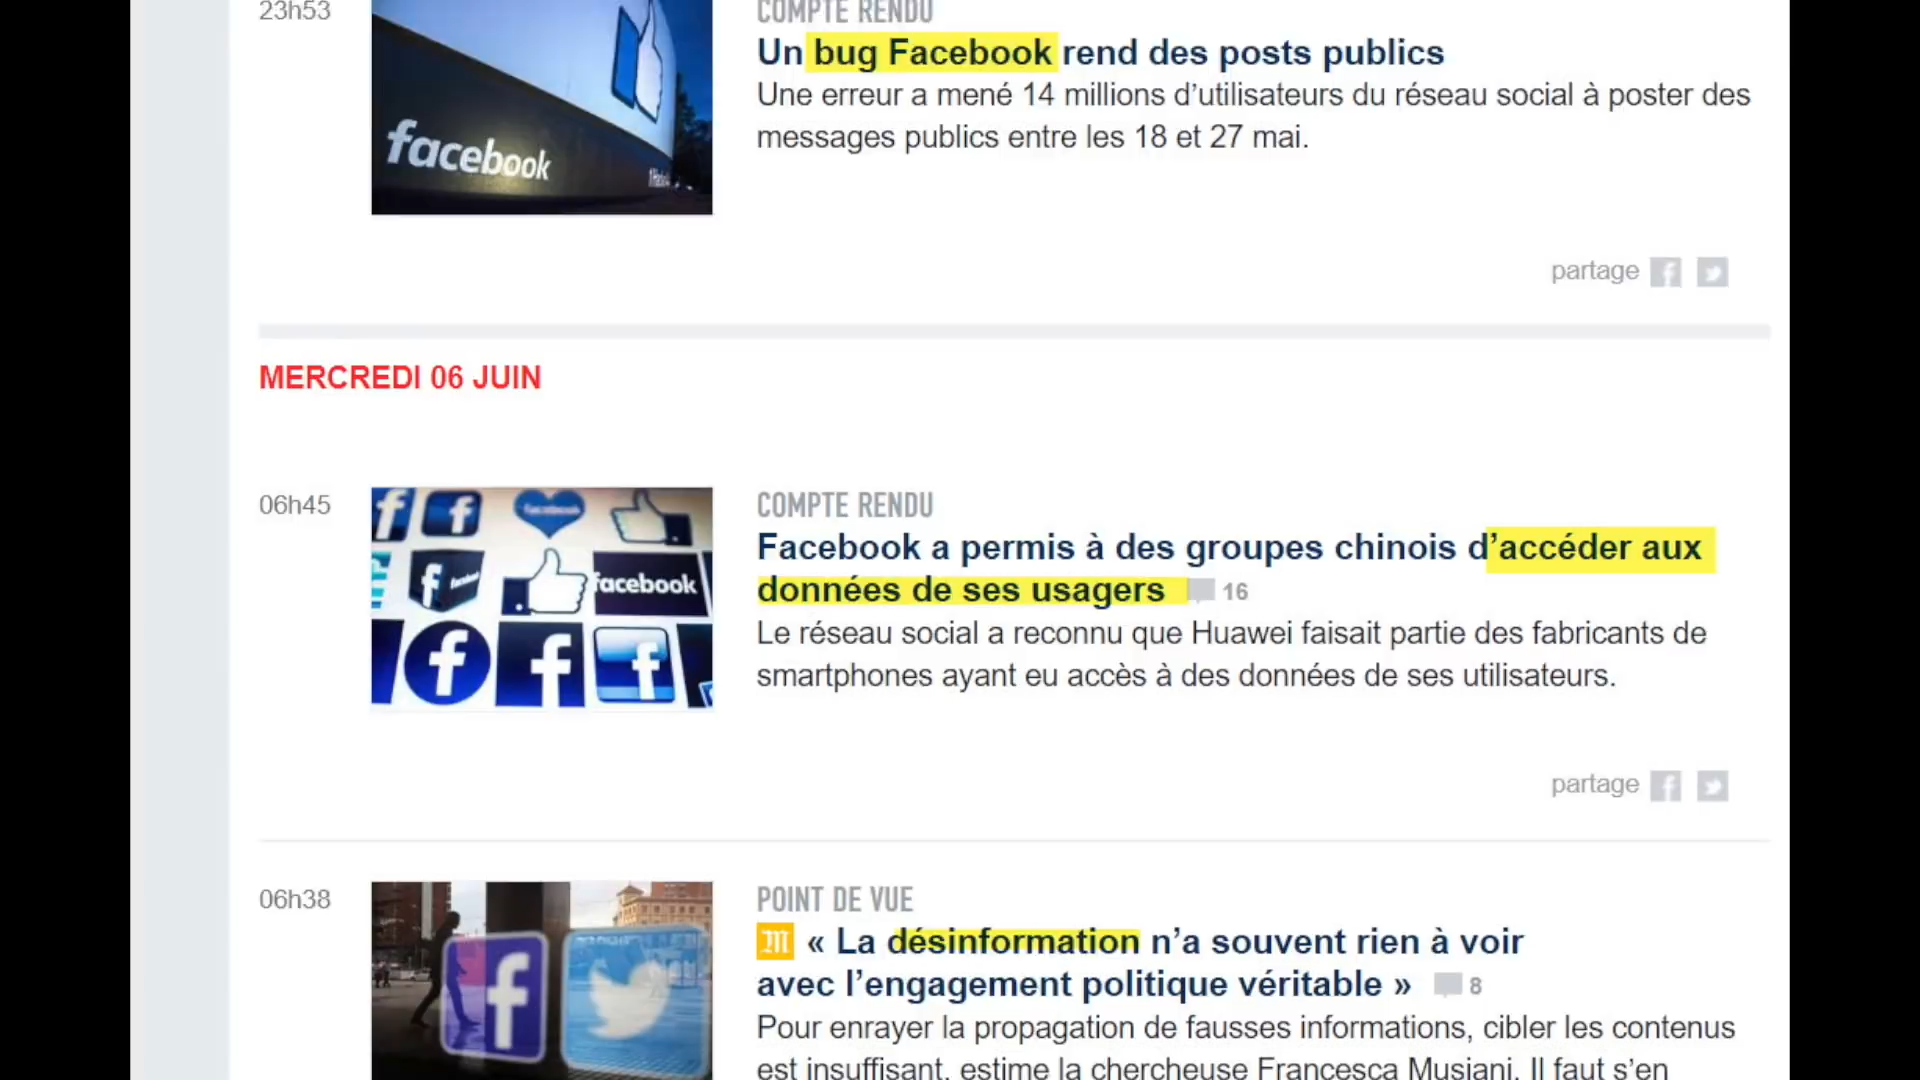 23h53
COMPTE RENDU
Un bug Facebook rend des posts publics
Une erreur a mené 14 millions d’utilisateurs du réseau social à poster des
messages publics entre les 18 et 27 mai.
facebook
partage
MERCREDI 06 JUIN
06h45
COMPTE RENDU
Facebook a permis à des groupes chinois d’accéder aux
données de ses usagers 16
Le réseau social a reconnu que Huawei faisait partie des fabricants de
smartphones ayant eu accès à des données de ses utilisateurs.
facebook
facebook
partage
06h38
POINT DE VUE
« La désinformation n’a souvent rien à voir
avec l’engagement politique véritable » 8
Pour enrayer la propagation de fausses informations, cibler les contenus
est insuffisant, estime la chercheuse Francesca Musiani. Il faut s’en